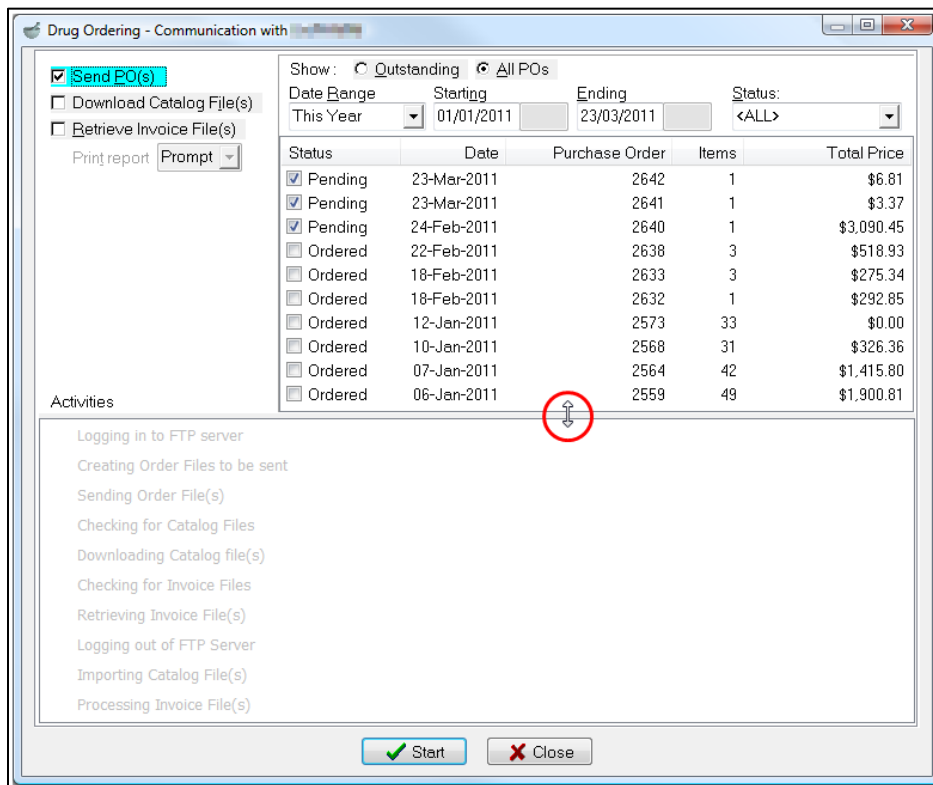 Drug Ordering - Communication with
Send PO(s)
Download Catalog File(s)
Retrieve Invoice File(s)
Print report Prompt
Show: Outstanding All POs
Date Range Starting Ending Status:
This Year 01/01/2011 23/03/2011 <ALL>
Status Date Purchase Order Items Total Price
Pending 23-Mar-2011 2642 1 $6.81
Pending 23-Mar-2011 2641 1 $3.37
Pending 24-Feb-2011 2640 1 $3,090.45
Ordered 22-Feb-2011 2638 3 $518.93
Ordered 18-Feb-2011 2633 3 $275.34
Ordered 18-Feb-2011 2632 1 $292.85
Ordered 12-Jan-2011 2573 33 $0.00
Ordered 10-Jan-2011 2568 31 $326.36
Ordered 07-Jan-2011 2564 42 $1,415.80
Ordered 06-Jan-2011 2559 49 $1,900.81
Activities
Logging in to FTP server
Creating Order Files to be sent
Sending Order File(s)
Checking for Catalog Files
Downloading Catalog file(s)
Checking for Invoice Files
Retrieving Invoice File(s)
Logging out of FTP Server
Importing Catalog File(s)
Processing Invoice File(s)
Start Close